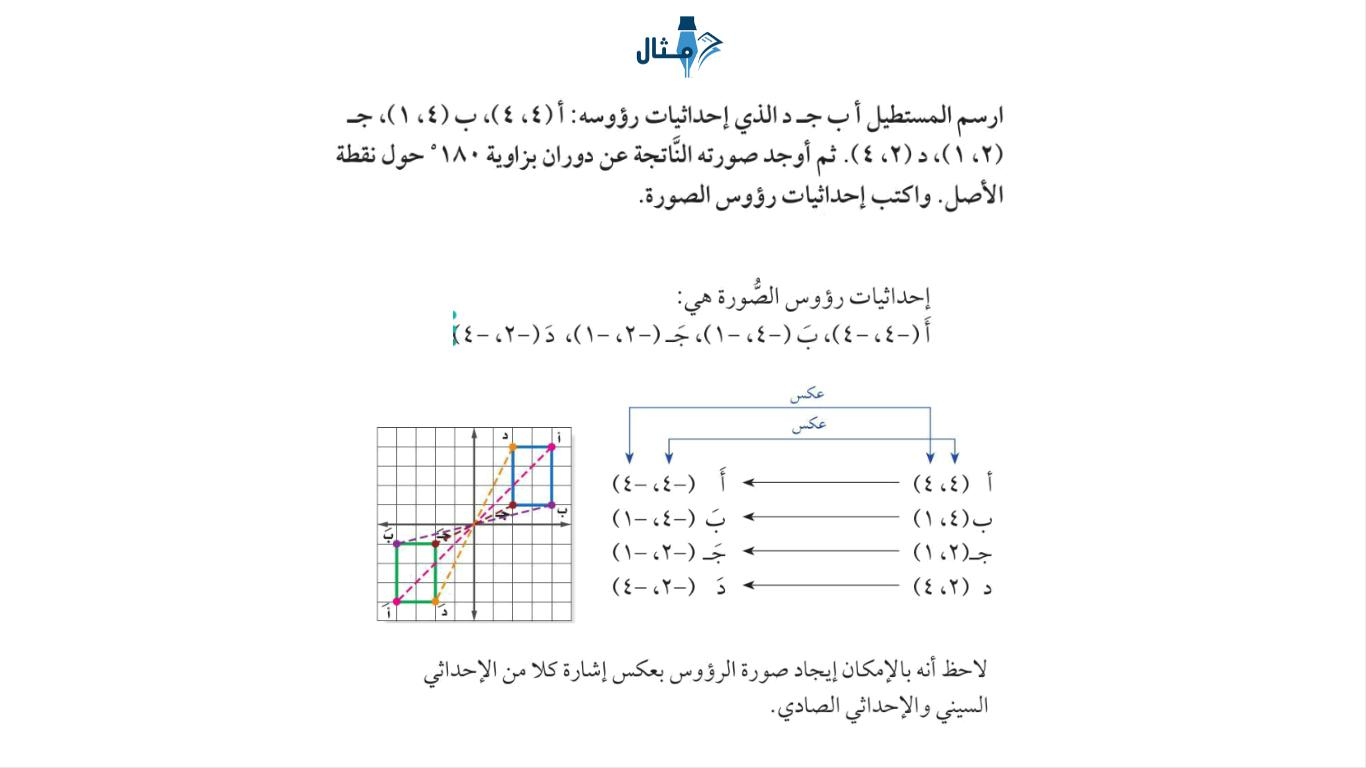 مثال
ارسم المستطيل أ ب جـ د الذي إحداثيات رؤوسه: أ (٤، ٤)، ب (٤، ١)، جـ
(٢، ١)، د (٢، ٤). ثم أوجد صورته النَّاتجة عن دوران بزاوية ١٨٠° حول نقطة
الأصل. واكتب إحداثيات رؤوس الصورة.
إحداثيات رؤوس الصُّورة هي:
أَ (-٤، -٤)، بَ (-٤، -١)، جَـ (-٢، -١)، دَ (-٢، -٤)
عكس
عكس
أ (٤، ٤) أَ (-٤، -٤)
ب (٤، ١) بَ (-٤، -١)
جـ (٢، ١) جَـ (-٢، -١)
د (٢، ٤) دَ (-٢، -٤)
د أ
جـ ب
بَ جَـ
أَ دَ
لاحظ أنه بالإمكان إيجاد صورة الرؤوس بعكس إشارة كلا من الإحداثي
السيني والإحداثي الصادي.